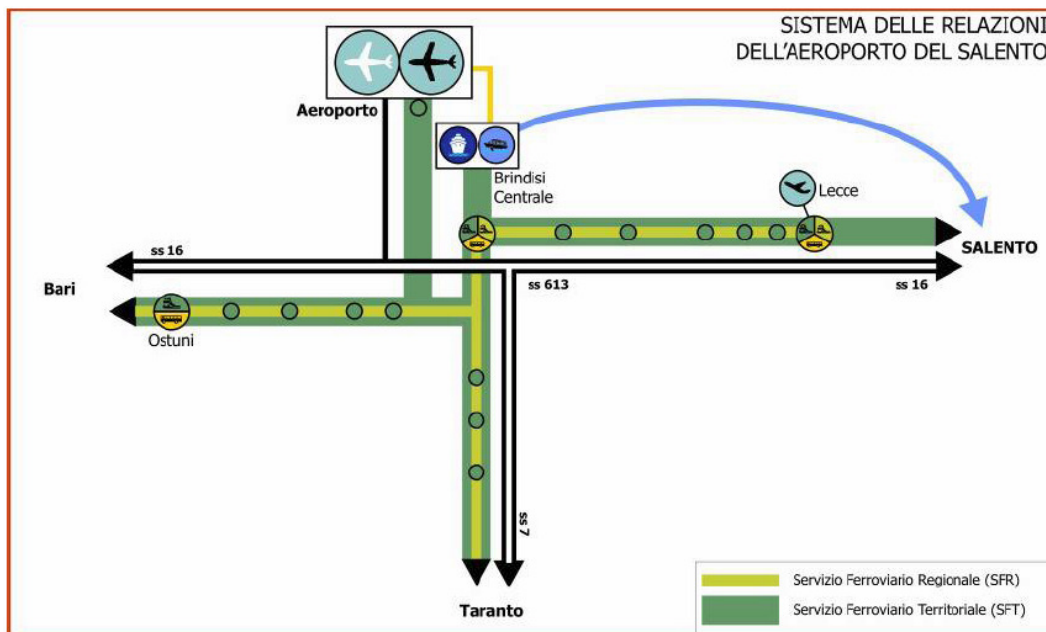 SISTEMA DELLE RELAZIONI
DELL'AEROPORTO DEL SALENTO
Aeroporto
Brindisi
Centrale
Lecce
ss 16
SALENTO
Bari
ss 613
ss 16
Ostuni
ss 7
Taranto
Servizio Ferroviario Regionale (SFR)
Servizio Ferroviario Territoriale (SFT)